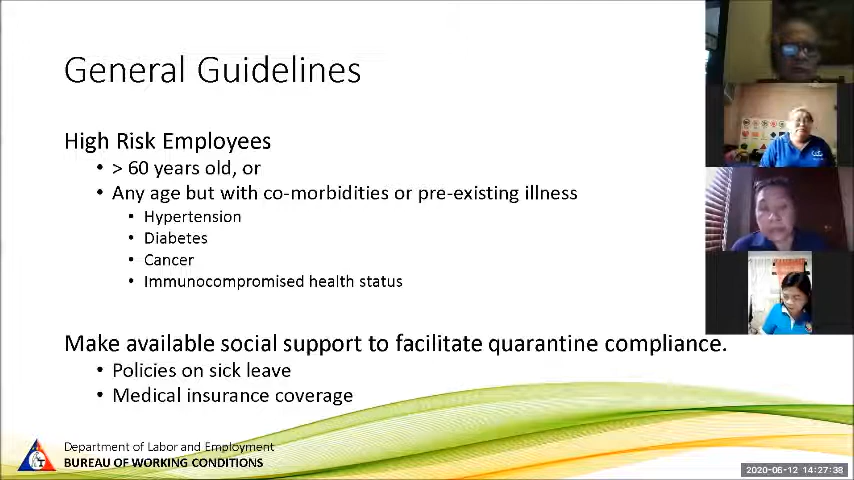 General Guidelines
High Risk Employees
• > 60 years old, or
• Any age but with co-morbidities or pre-existing illness
• Hypertension
• Diabetes
• Cancer
• Immunocompromised health status
Make available social support to facilitate quarantine compliance.
• Policies on sick leave
• Medical insurance coverage
Department of Labor and Employment
BUREAU OF WORKING CONDITIONS
2020-06-12 14:27:38